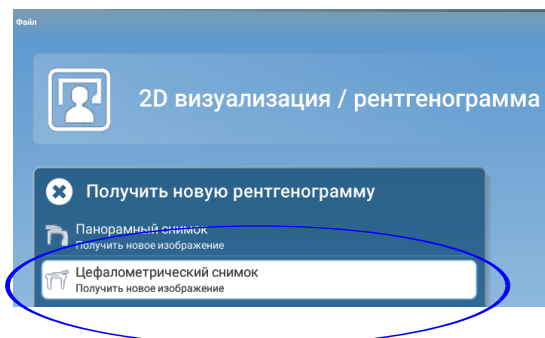 Файл
2D визуализация / рентгенограмма
Получить новую рентгенограмму
Панорамный снимок
Получить новое изображение
Цефалометрический снимок
Получить новое изображение